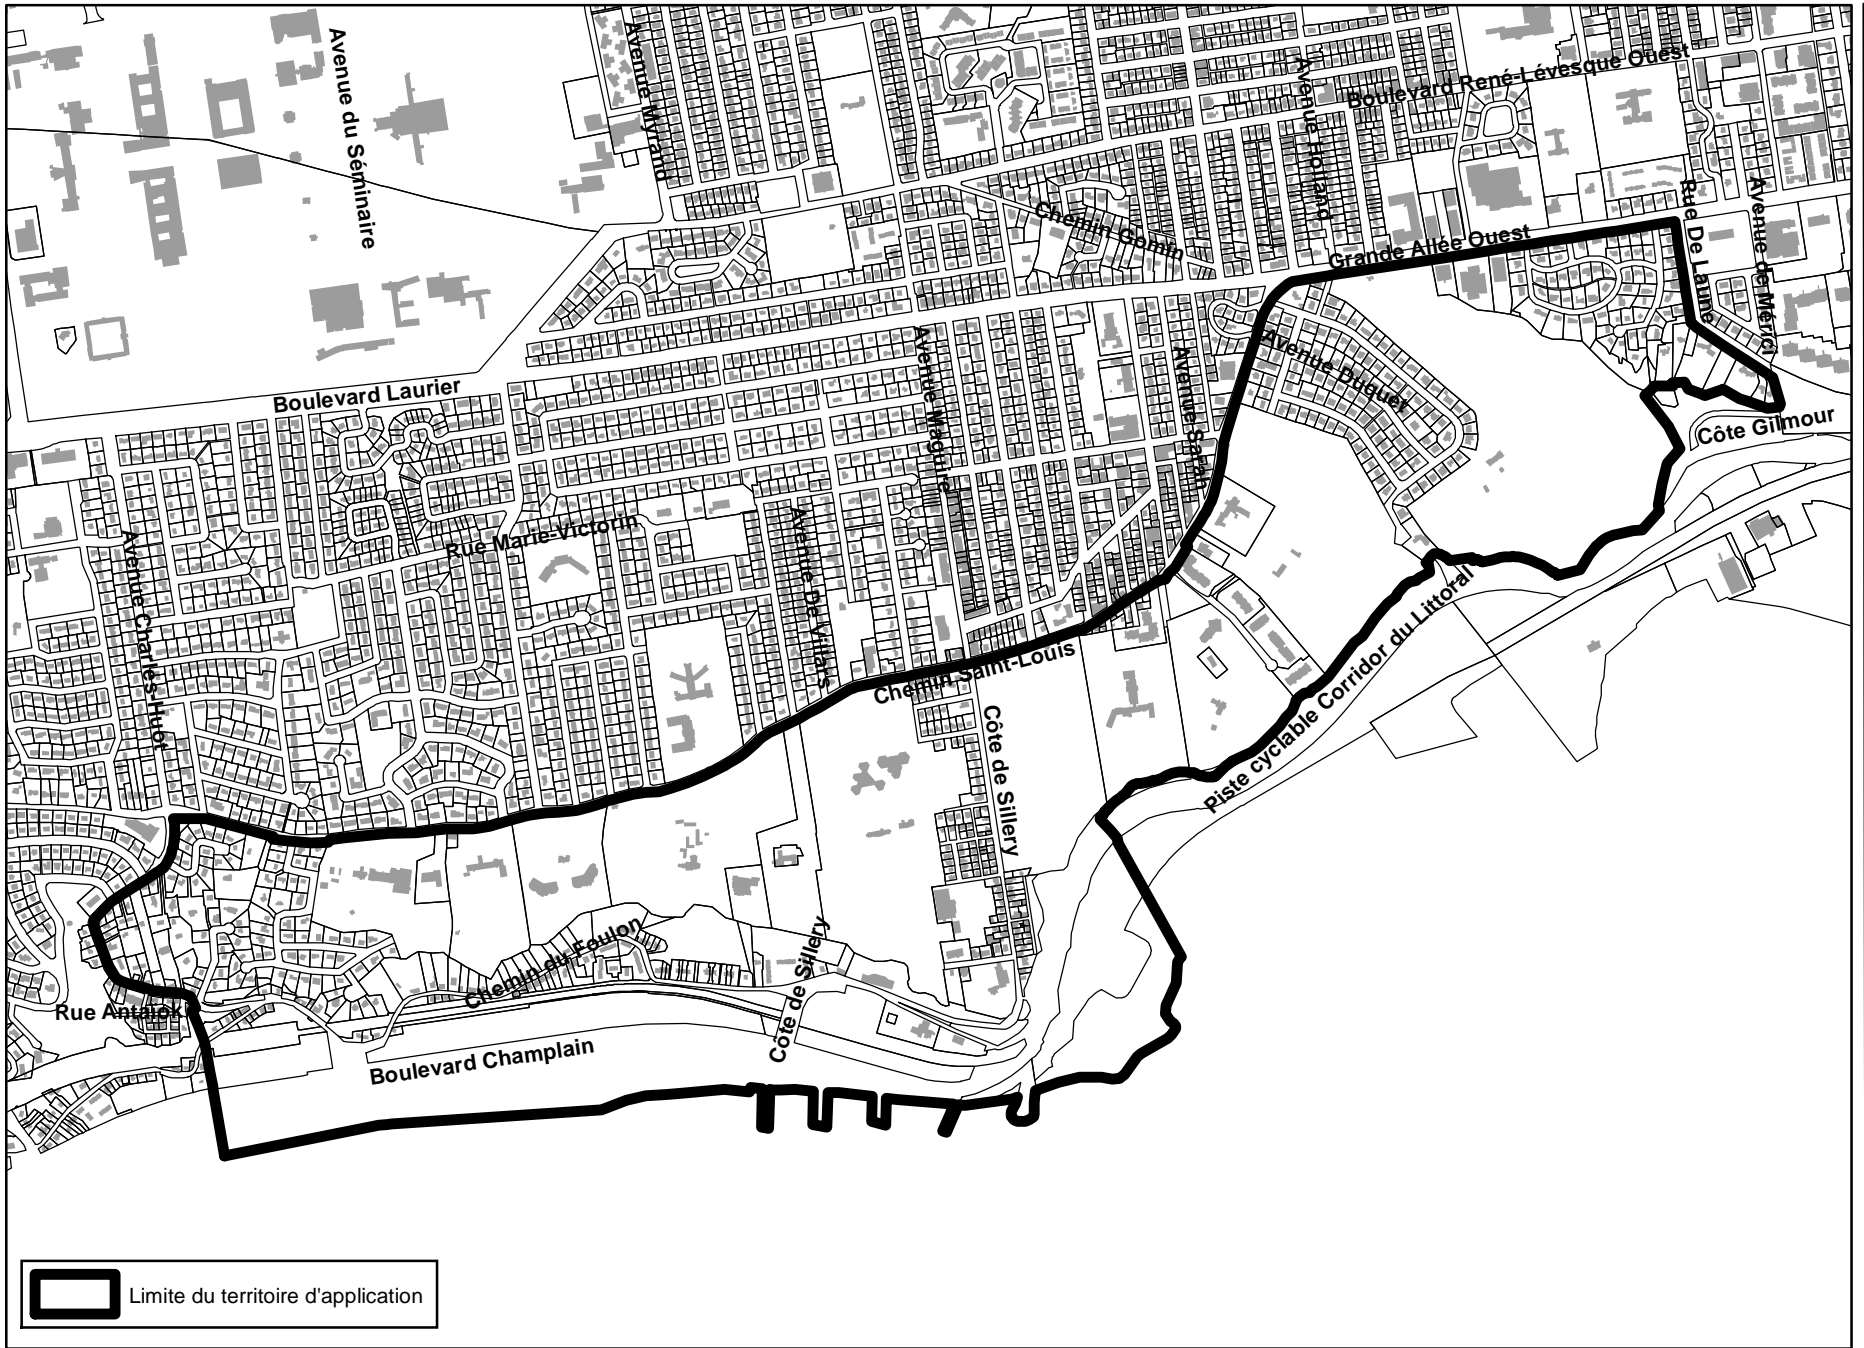 Avenue du Séminaire
Avenue Myrand
Avenue Holland
Boulevard René-Lévesque Ouest
Chemin Gomin
Grande Allée Ouest
Rue De Laune
Avenue de Mérici
Avenue Duquet
Boulevard Laurier
Avenue Maguire
Avenue Sarah
Côte Gilmour
Rue Marie-Victorin
Avenue De Villars
Avenue Charles-Huot
Chemin Saint-Louis
Piste cyclable Corridor du Littoral
Côte de Sillery
Chemin du Foulon
Côte de Sillery
Rue Antaiok
Boulevard Champlain
Limite du territoire d'application